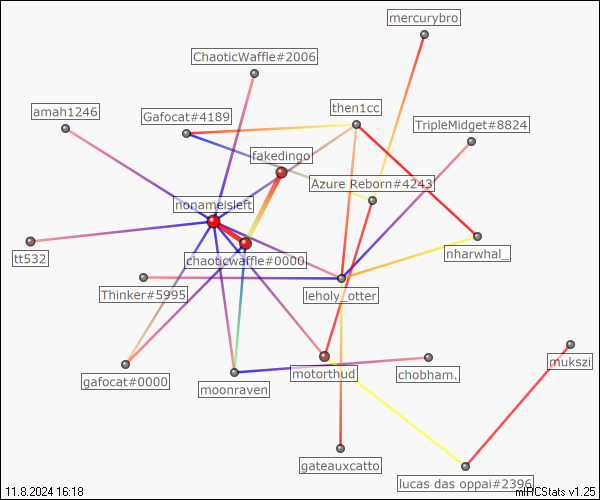 mercurybro
ChaoticWaffle#2006
amah1246
Gafocat#4189
then1cc
TripleMidget#8824
fakedingo
Azure Reborn#4243
nonameisleft
tt532
chaoticwaffle#0000
nharwhal_
Thinker#5995
leholy_otter
gafocat#0000
moonraven
motorthud
chobham.
mukszi
gateauxcatto
lucas das oppai#2396
11.8.2024 16:18
mIRCStats v1.25